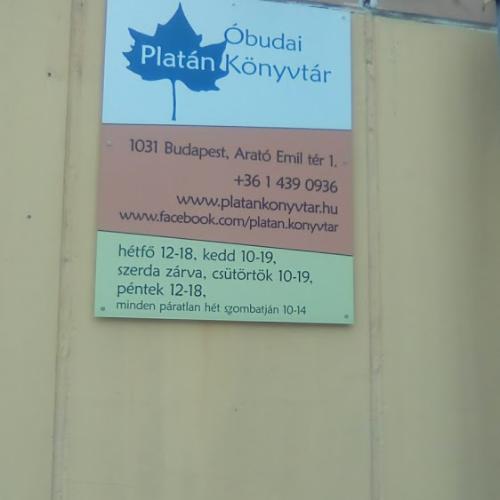 Óbudai
Platán Könyvtár
1031 Budapest, Arató Emil tér 1.
+36 1 439 0936
www.platankonyvtar.hu
www.facebook.com/platan.konyvtar
hétfő 12-18, kedd 10-19,
szerda zárva, csütörtök 10-19,
péntek 12-18,
minden páratlan hét szombatján 10-14